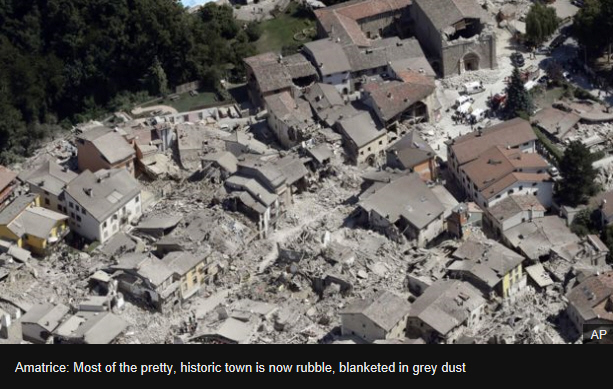 AP
Amatrice: Most of the pretty, historic town is now rubble, blanketed in grey dust